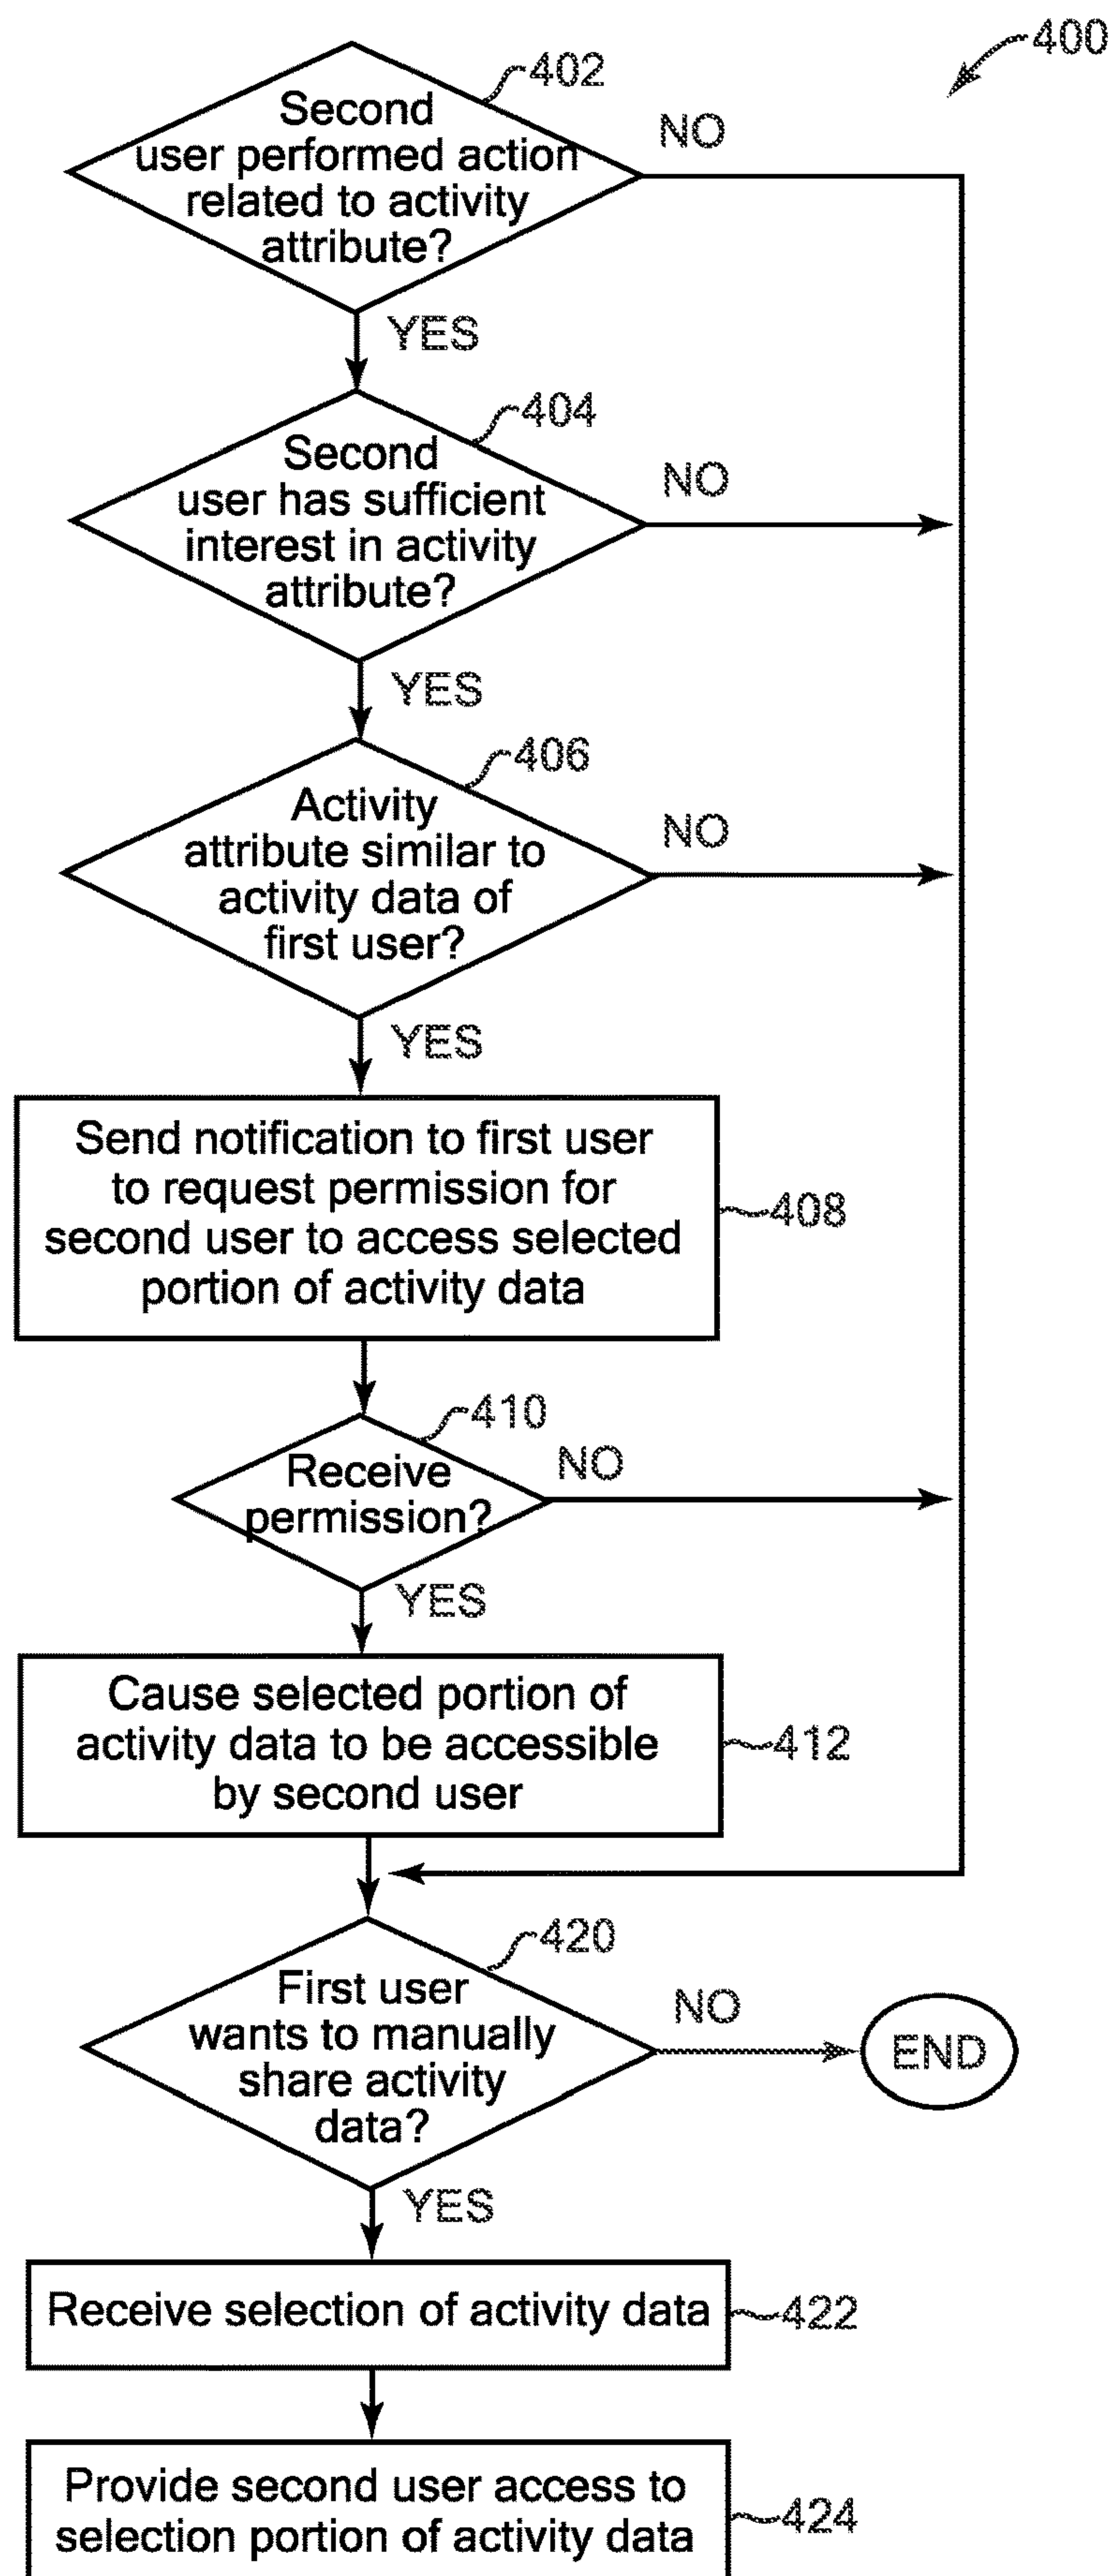 400
402
Second
user performed action
related to activity
attribute?
NO
YES
404
Second
user has sufficient
interest in activity
attribute?
NO
YES
406
Activity
attribute similar to
activity data of
first user?
NO
YES
Send notification to first user
to request permission for
second user to access selected
portion of activity data
408
410
Receive
permission?
NO
YES
Cause selected portion of
activity data to be accessible
by second user
412
420
First user
wants to manually
share activity
data?
NO
END
YES
Receive selection of activity data
422
Provide second user access to
selection portion of activity data
424